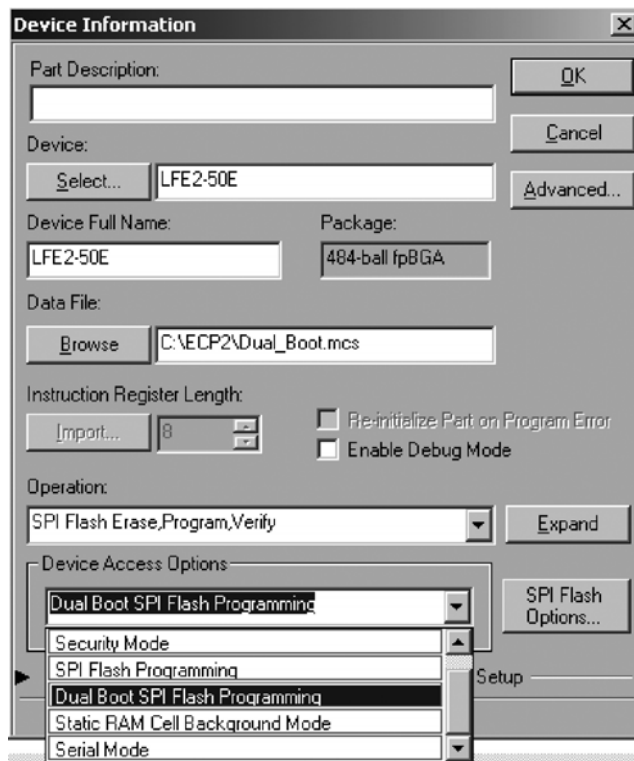 Device Information
Part Description:
OK
Device:
Cancel
Select...
LFE2-50E
Advanced...
Device Full Name:
Package:
LFE2-50E
484-ball fpBGA
Data File:
Browse
C:\ECP2\Dual_Boot.mcs
Instruction Register Length:
Import...
8
Re-initialize Part on Program Error
Enable Debug Mode
Operation:
SPI Flash Erase,Program,Verify
Expand
Device Access Options
Dual Boot SPI Flash Programming
SPI Flash
Options...
Security Mode
SPI Flash Programming
Setup
Dual Boot SPI Flash Programming
Static RAM Cell Background Mode
Serial Mode